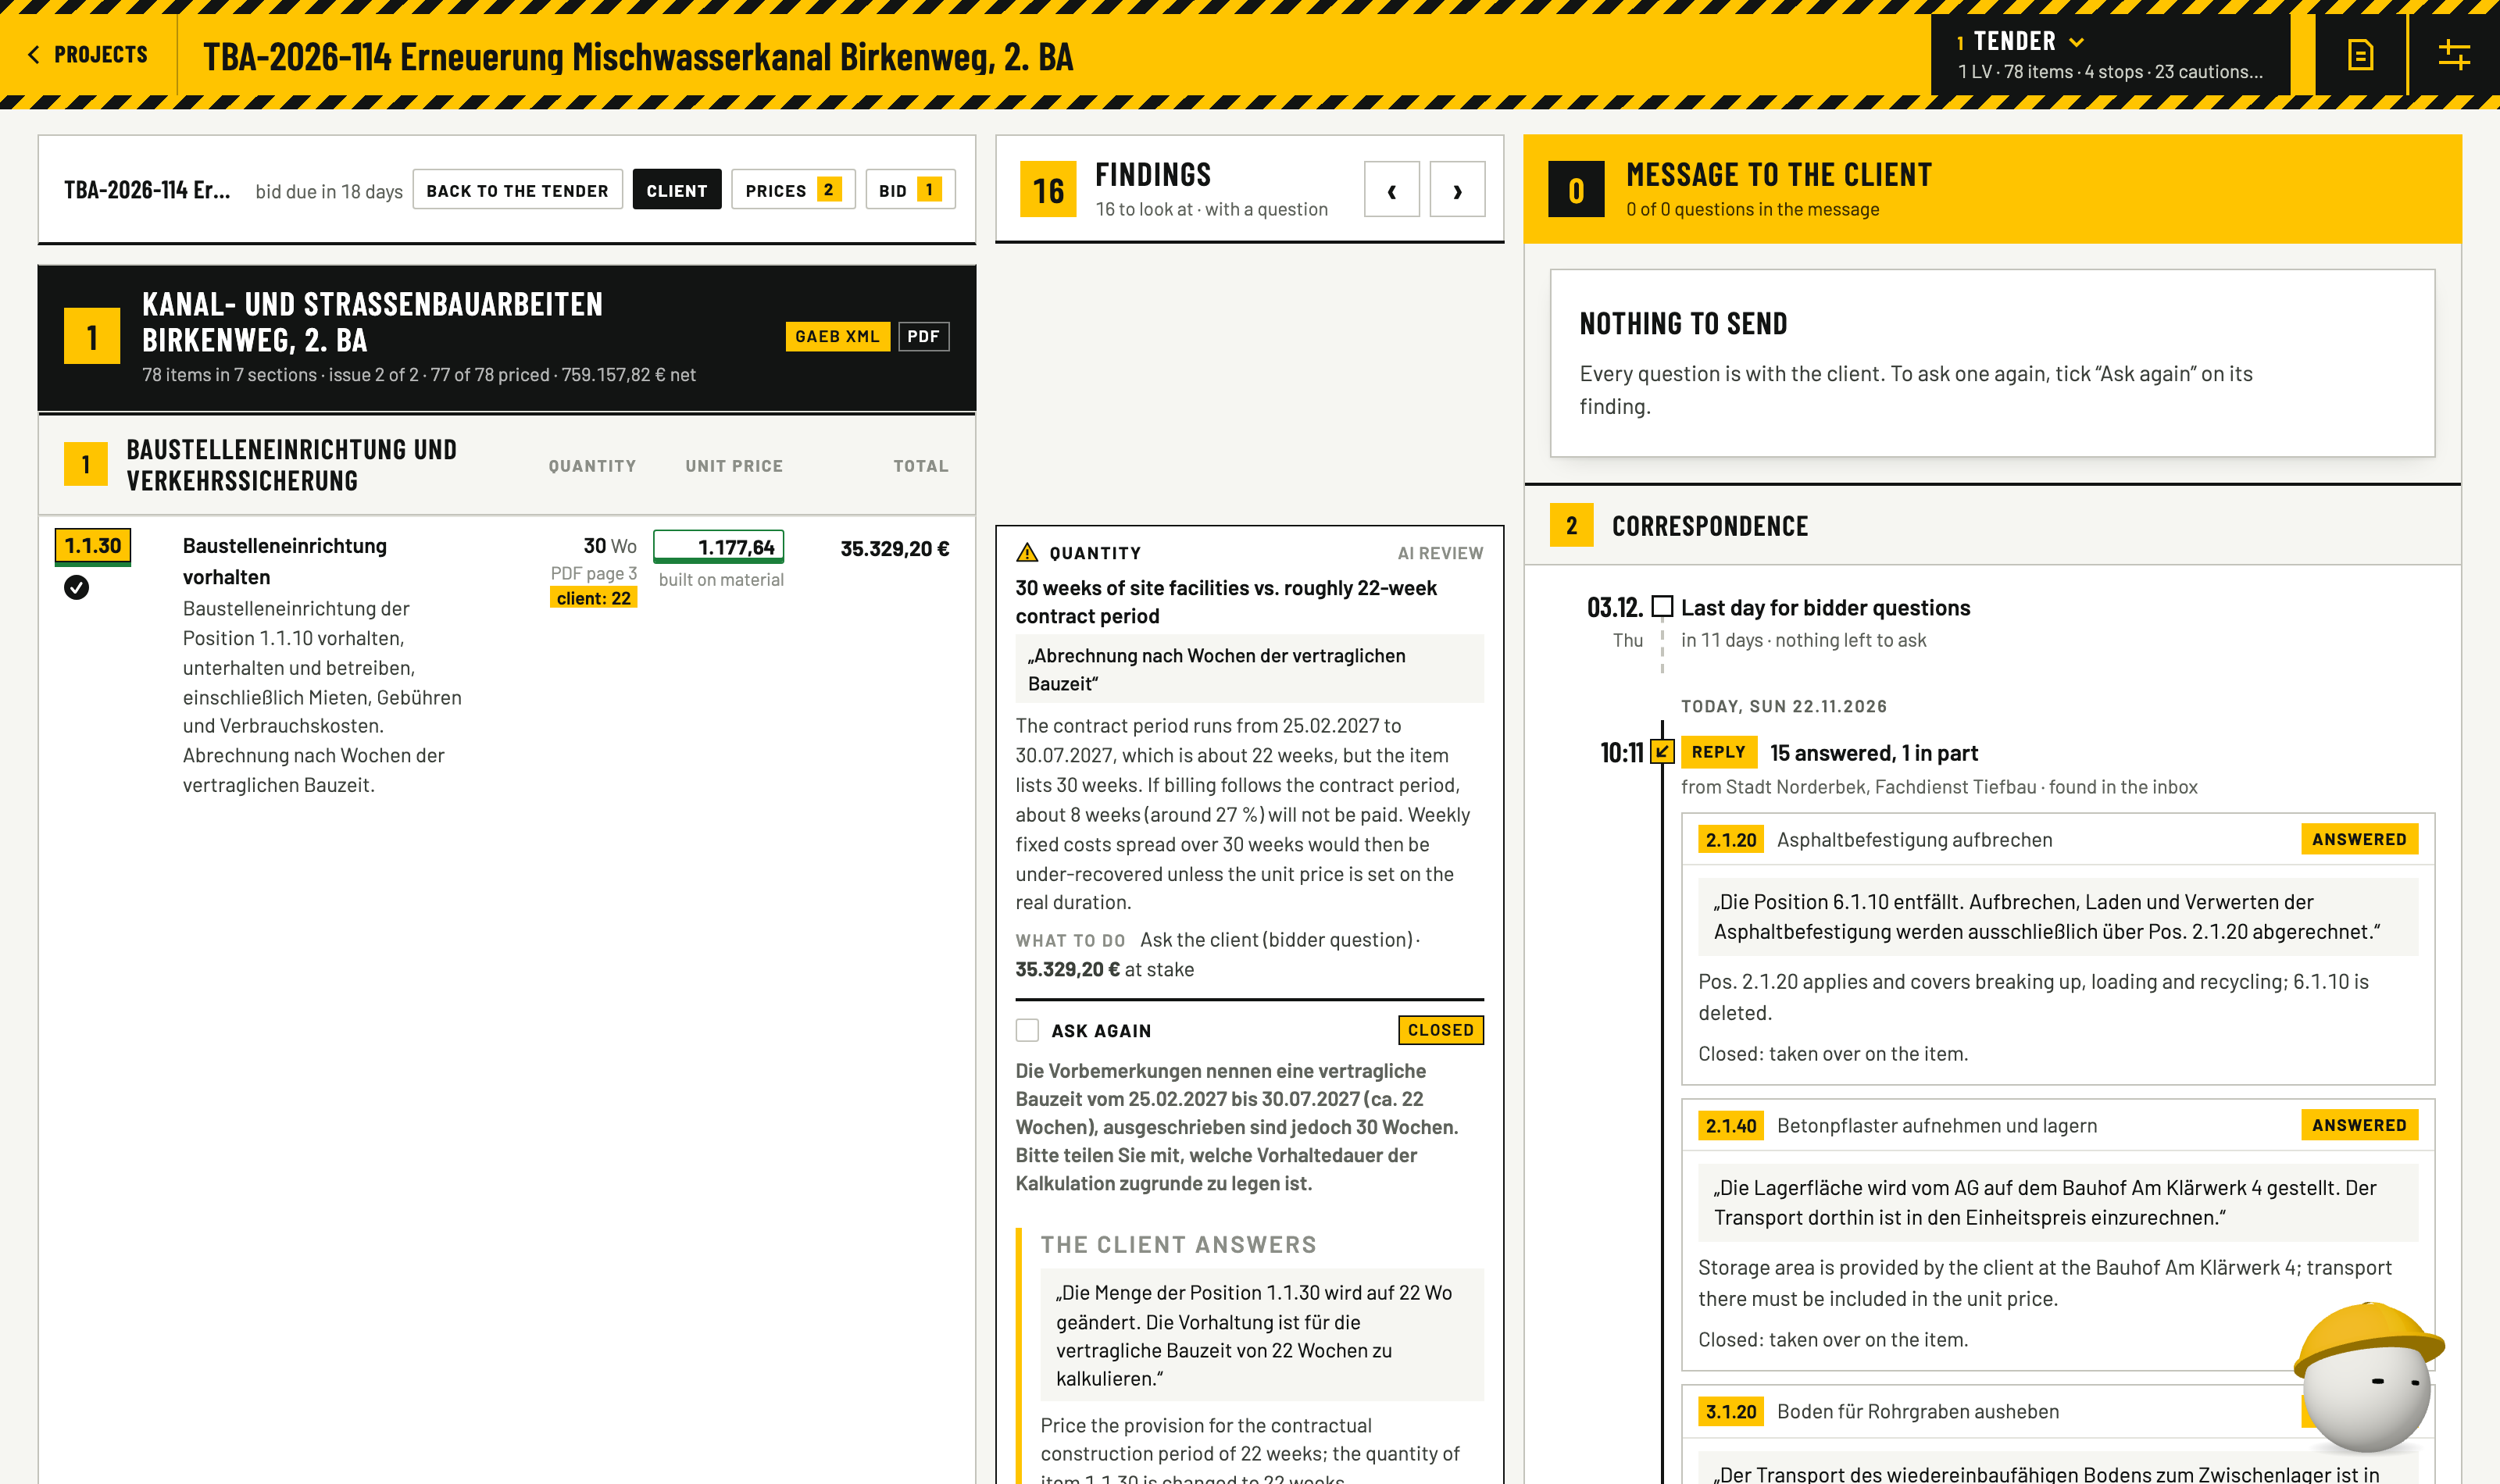 PROJECTS
TBA-2026-114 Erneuerung Mischwasserkanal Birkenweg, 2. BA
1 TENDER
1 LV · 78 items · 4 stops · 23 cautions...
TBA-2026-114 Er...
bid due in 18 days
BACK TO THE TENDER
CLIENT
PRICES 2
BID 1
1
KANAL- UND STRASSENBAUARBEITEN
BIRKENWEG, 2. BA
78 items in 7 sections · issue 2 of 2 · 77 of 78 priced · 759.157,82 € net
GAEB XML
PDF
1
BAUSTELLENEINRICHTUNG UND
VERKEHRSSICHERUNG
QUANTITY
UNIT PRICE
TOTAL
1.1.30
Baustelleneinrichtung
vorhalten
Baustelleneinrichtung der
Position 1.1.10 vorhalten,
unterhalten und betreiben,
einschließlich Mieten, Gebühren
und Verbrauchskosten.
Abrechnung nach Wochen der
vertraglichen Bauzeit.
30 Wo
PDF page 3
client: 22
1.177,64
built on material
35.329,20 €
16
FINDINGS
16 to look at · with a question
‹
›
QUANTITY
AI REVIEW
30 weeks of site facilities vs. roughly 22-week
contract period
„Abrechnung nach Wochen der vertraglichen
Bauzeit“
The contract period runs from 25.02.2027 to
30.07.2027, which is about 22 weeks, but the item
lists 30 weeks. If billing follows the contract period,
about 8 weeks (around 27 %) will not be paid. Weekly
fixed costs spread over 30 weeks would then be
under-recovered unless the unit price is set on the
real duration.
WHAT TO DO Ask the client (bidder question) ·
35.329,20 € at stake
ASK AGAIN
CLOSED
Die Vorbemerkungen nennen eine vertragliche
Bauzeit vom 25.02.2027 bis 30.07.2027 (ca. 22
Wochen), ausgeschrieben sind jedoch 30 Wochen.
Bitte teilen Sie mit, welche Vorhaltedauer der
Kalkulation zugrunde zu legen ist.
THE CLIENT ANSWERS
„Die Menge der Position 1.1.30 wird auf 22 Wo
geändert. Die Vorhaltung ist für die
vertragliche Bauzeit von 22 Wochen zu
kalkulieren.“
Price the provision for the contractual
construction period of 22 weeks; the quantity of
item 1.1.30 is changed to 22 weeks.
0
MESSAGE TO THE CLIENT
0 of 0 questions in the message
NOTHING TO SEND
Every question is with the client. To ask one again, tick “Ask again” on its
finding.
2
CORRESPONDENCE
03.12.
Thu
Last day for bidder questions
in 11 days · nothing left to ask
TODAY, SUN 22.11.2026
10:11
REPLY
15 answered, 1 in part
from Stadt Norderbek, Fachdienst Tiefbau · found in the inbox
2.1.20 Asphaltbefestigung aufbrechen
ANSWERED
„Die Position 6.1.10 entfällt. Aufbrechen, Laden und Verwerten der
Asphaltbefestigung werden ausschließlich über Pos. 2.1.20 abgerechnet.“
Pos. 2.1.20 applies and covers breaking up, loading and recycling; 6.1.10 is
deleted.
Closed: taken over on the item.
2.1.40 Betonpflaster aufnehmen und lagern
ANSWERED
„Die Lagerfläche wird vom AG auf dem Bauhof Am Klärwerk 4 gestellt. Der
Transport dorthin ist in den Einheitspreis einzurechnen.“
Storage area is provided by the client at the Bauhof Am Klärwerk 4; transport
there must be included in the unit price.
Closed: taken over on the item.
3.1.20 Boden für Rohrgraben ausheben
„Der Transport des wiedereinbaufähigen Bodens zum Zwischenlager ist in